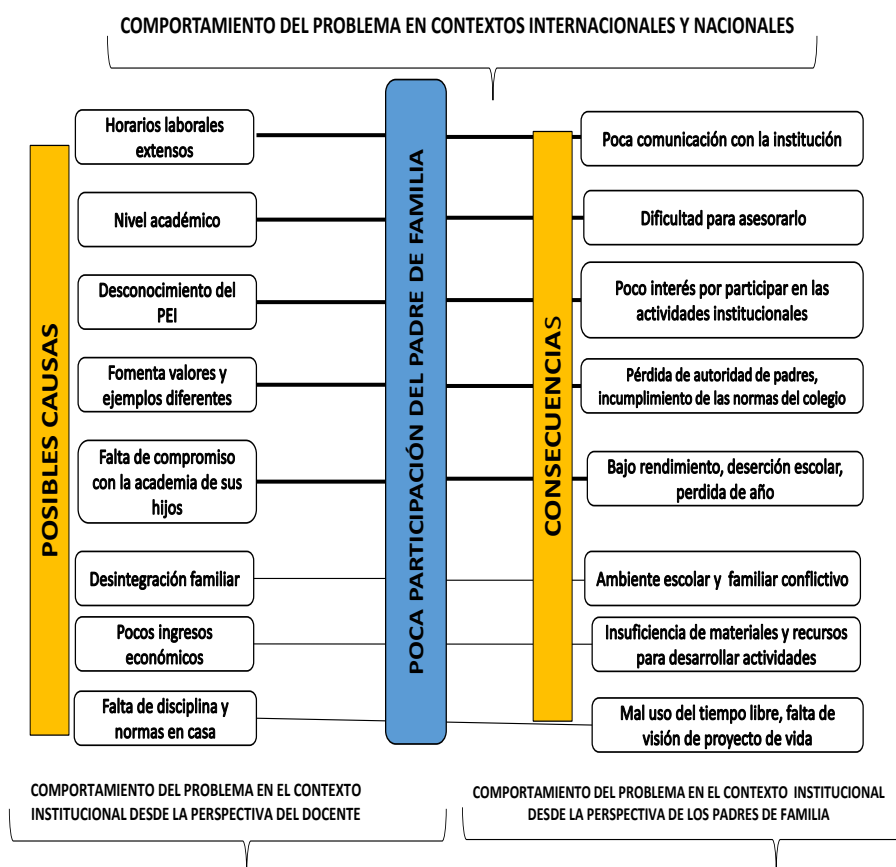 COMPORTAMIENTO DEL PROBLEMA EN CONTEXTOS INTERNACIONALES Y NACIONALES
POSIBLES CAUSAS
Horarios laborales
extensos
Nivel académico
Desconocimiento del
PEI
Fomenta valores y
ejemplos diferentes
Falta de compromiso
con la academia de sus
hijos
Desintegración familiar
Pocos ingresos
económicos
Falta de disciplina y
normas en casa
POCA PARTICIPACIÓN DEL PADRE DE FAMILIA
CONSECUENCIAS
Poca comunicación con la institución
Dificultad para asesorarlo
Poco interés por participar en las
actividades institucionales
Pérdida de autoridad de padres,
incumplimiento de las normas del colegio
Bajo rendimiento, deserción escolar,
perdida de año
Ambiente escolar y familiar conflictivo
Insuficiencia de materiales y recursos
para desarrollar actividades
Mal uso del tiempo libre, falta de
visión de proyecto de vida
COMPORTAMIENTO DEL PROBLEMA EN EL CONTEXTO
INSTITUCIONAL DESDE LA PERSPECTIVA DEL DOCENTE
COMPORTAMIENTO DEL PROBLEMA EN EL CONTEXTO INSTITUCIONAL
DESDE LA PERSPECTIVA DE LOS PADRES DE FAMILIA